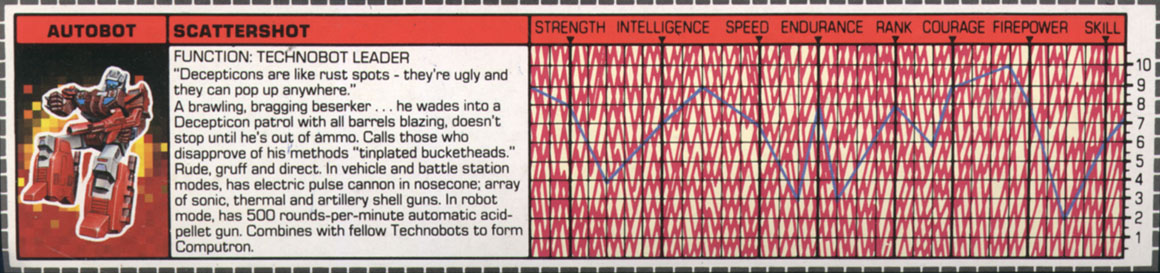 AUTOBOT
SCATTERSHOT
FUNCTION: TECHNOBOT LEADER
"Decepticons are like rust spots - they're ugly and
they can pop up anywhere."
A brawling, bragging beserker . . . he wades into a
Decepticon patrol with all barrels blazing, doesn't
stop until he's out of ammo. Calls those who
disapprove of his methods "tinplated bucketheads."
Rude, gruff and direct. In vehicle and battle station
modes, has electric pulse cannon in nosecone; array
of sonic, thermal and artillery shell guns. In robot
mode, has 500 rounds-per-minute automatic acid-
pellet gun. Combines with fellow Technobots to form
Computron.
STRENGTH INTELLIGENCE SPEED ENDURANCE RANK COURAGE FIREPOWER SKILL
10
9
8
7
6
5
4
3
2
1